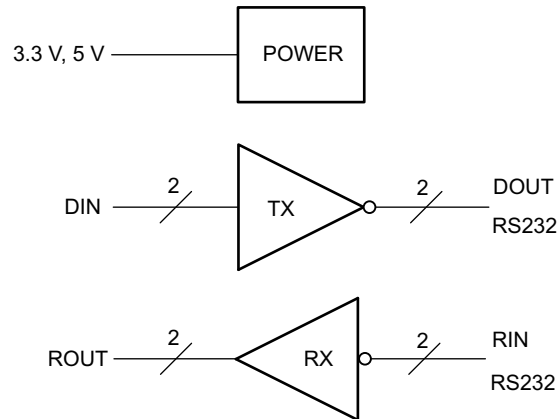 3.3 V, 5 V
POWER
DIN
2
TX
2
DOUT
RS232
ROUT
2
RX
2
RIN
RS232